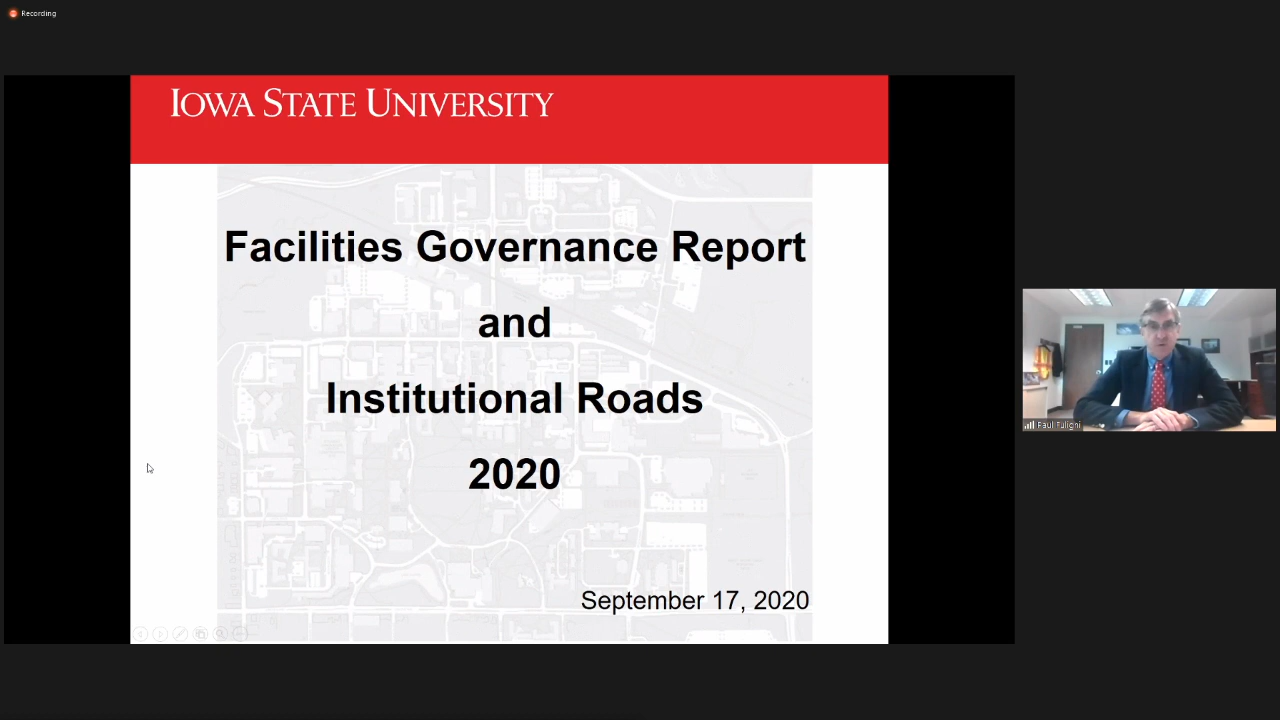 Recording
IOWA STATE UNIVERSITY
Facilities Governance Report
and
Institutional Roads
2020
September 17, 2020
Paul Fuligni